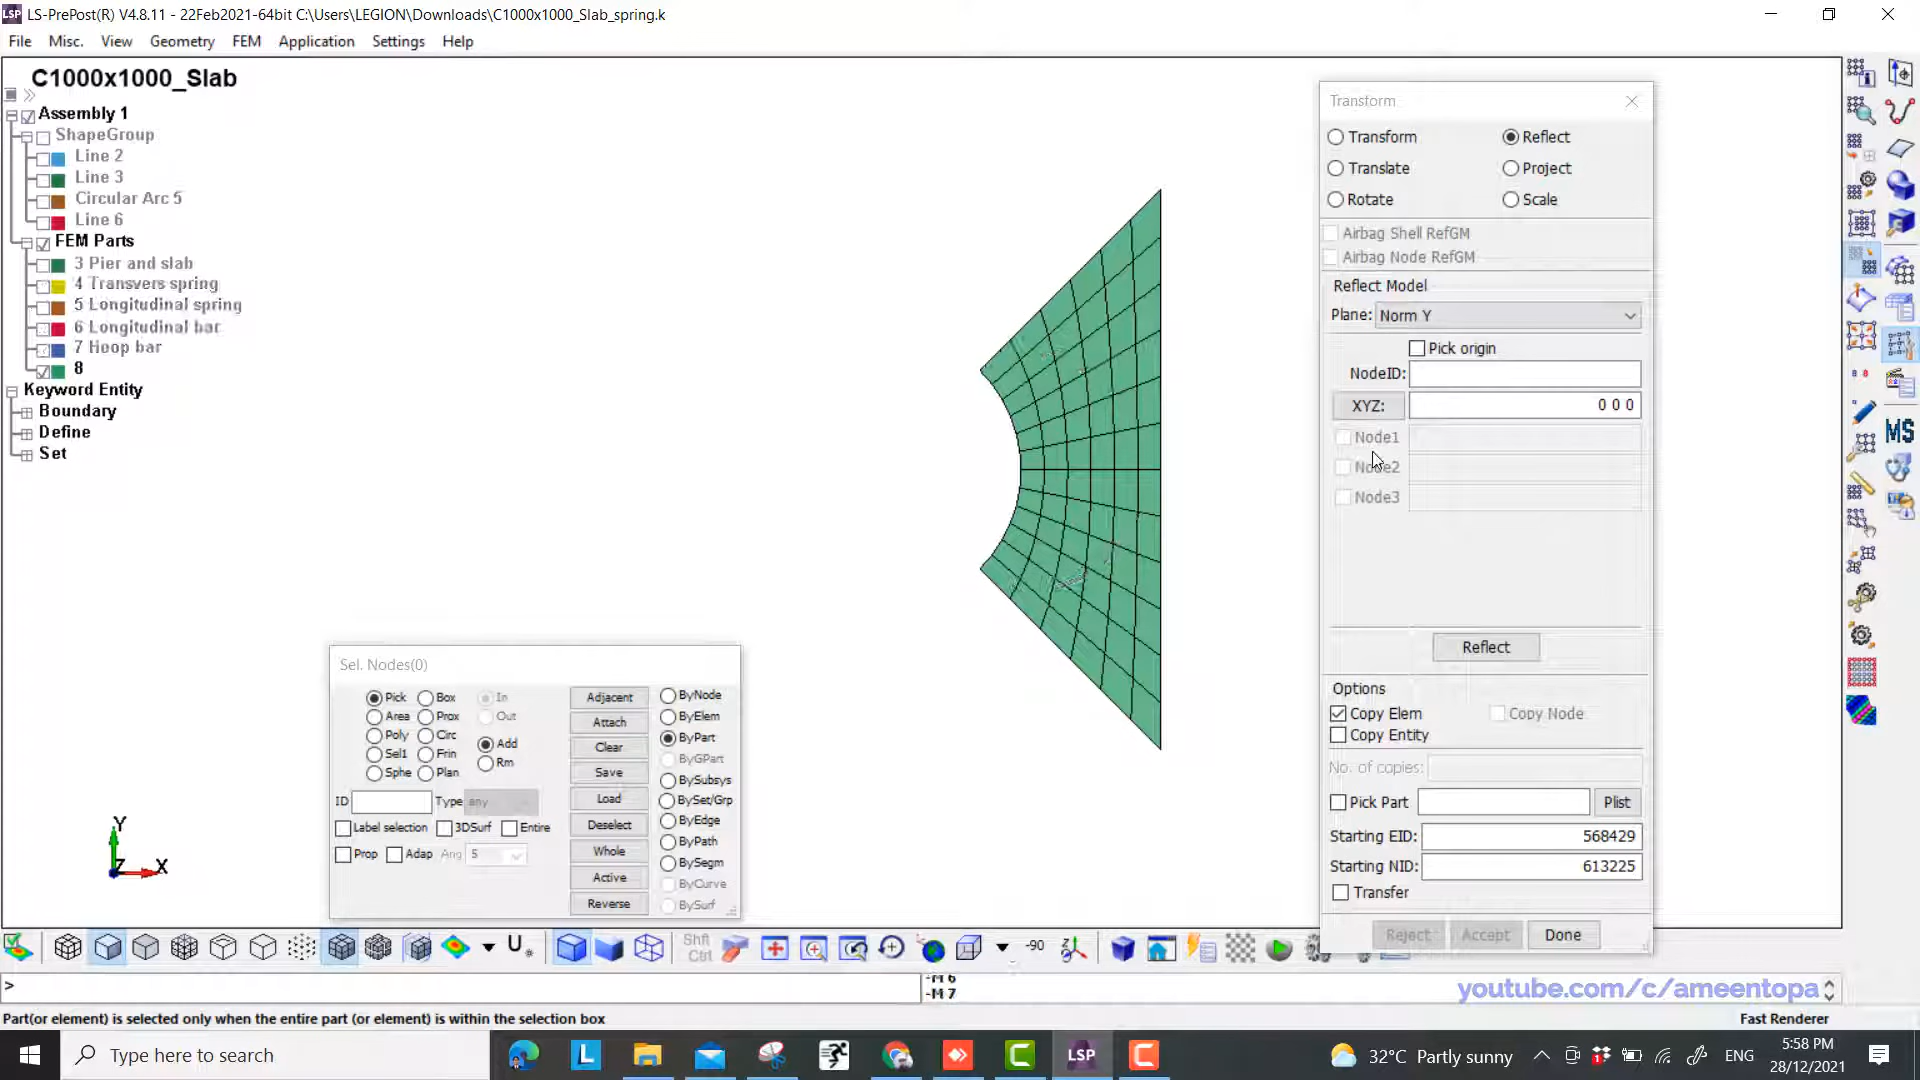 LS-PrePost(R) V4.8.11 - 22Feb2021-64bit C:\Users\LEGION\Downloads\C1000x1000_Slab_spring.k
File Misc. View Geometry FEM Application Settings Help
C1000x1000_Slab
Assembly 1
ShapeGroup
Line 2
Line 3
Circular Arc 5
Line 6
FEM Parts
3 Pier and slab
4 Transvers spring
5 Longitudinal spring
6 Longitudinal bar
7 Hoop bar
8
Keyword Entity
Boundary
Define
Set
Transform
Transform Reflect
Translate Project
Rotate Scale
Airbag Shell RefGM
Airbag Node RefGM
Reflect Model
Plane: Norm Y
Pick origin
NodeID:
XYZ: 0 0 0
Node1
Node2
Node3
Reflect
Options
Copy Elem Copy Node
Copy Entity
No. of copies:
Pick Part Plist
Starting EID: 568429
Starting NID: 613225
Transfer
Reject Accept Done
Sel. Nodes(0)
Pick Box In Adjacent ByNode
Area Prox Out Attach ByElem
Poly Circ Add Clear ByPart
Sel1 Frin Rm ByGPart
Sphe Plan Save BySubsys
ID Type any Load BySet/Grp
Label selection 3DSurf Entire Deselect ByEdge
Prop Adap Ang 5 Whole ByPath
Active BySegm
Reverse ByCurve
BySurf
Y
Z X
Shft
Ctrl
-90
MS
>
-M 6
-M 7
youtube.com/c/ameentopa
Part(or element) is selected only when the entire part (or element) is within the selection box
Fast Renderer
Type here to search
L
LSP
32°C Partly sunny
ENG
5:58 PM
28/12/2021